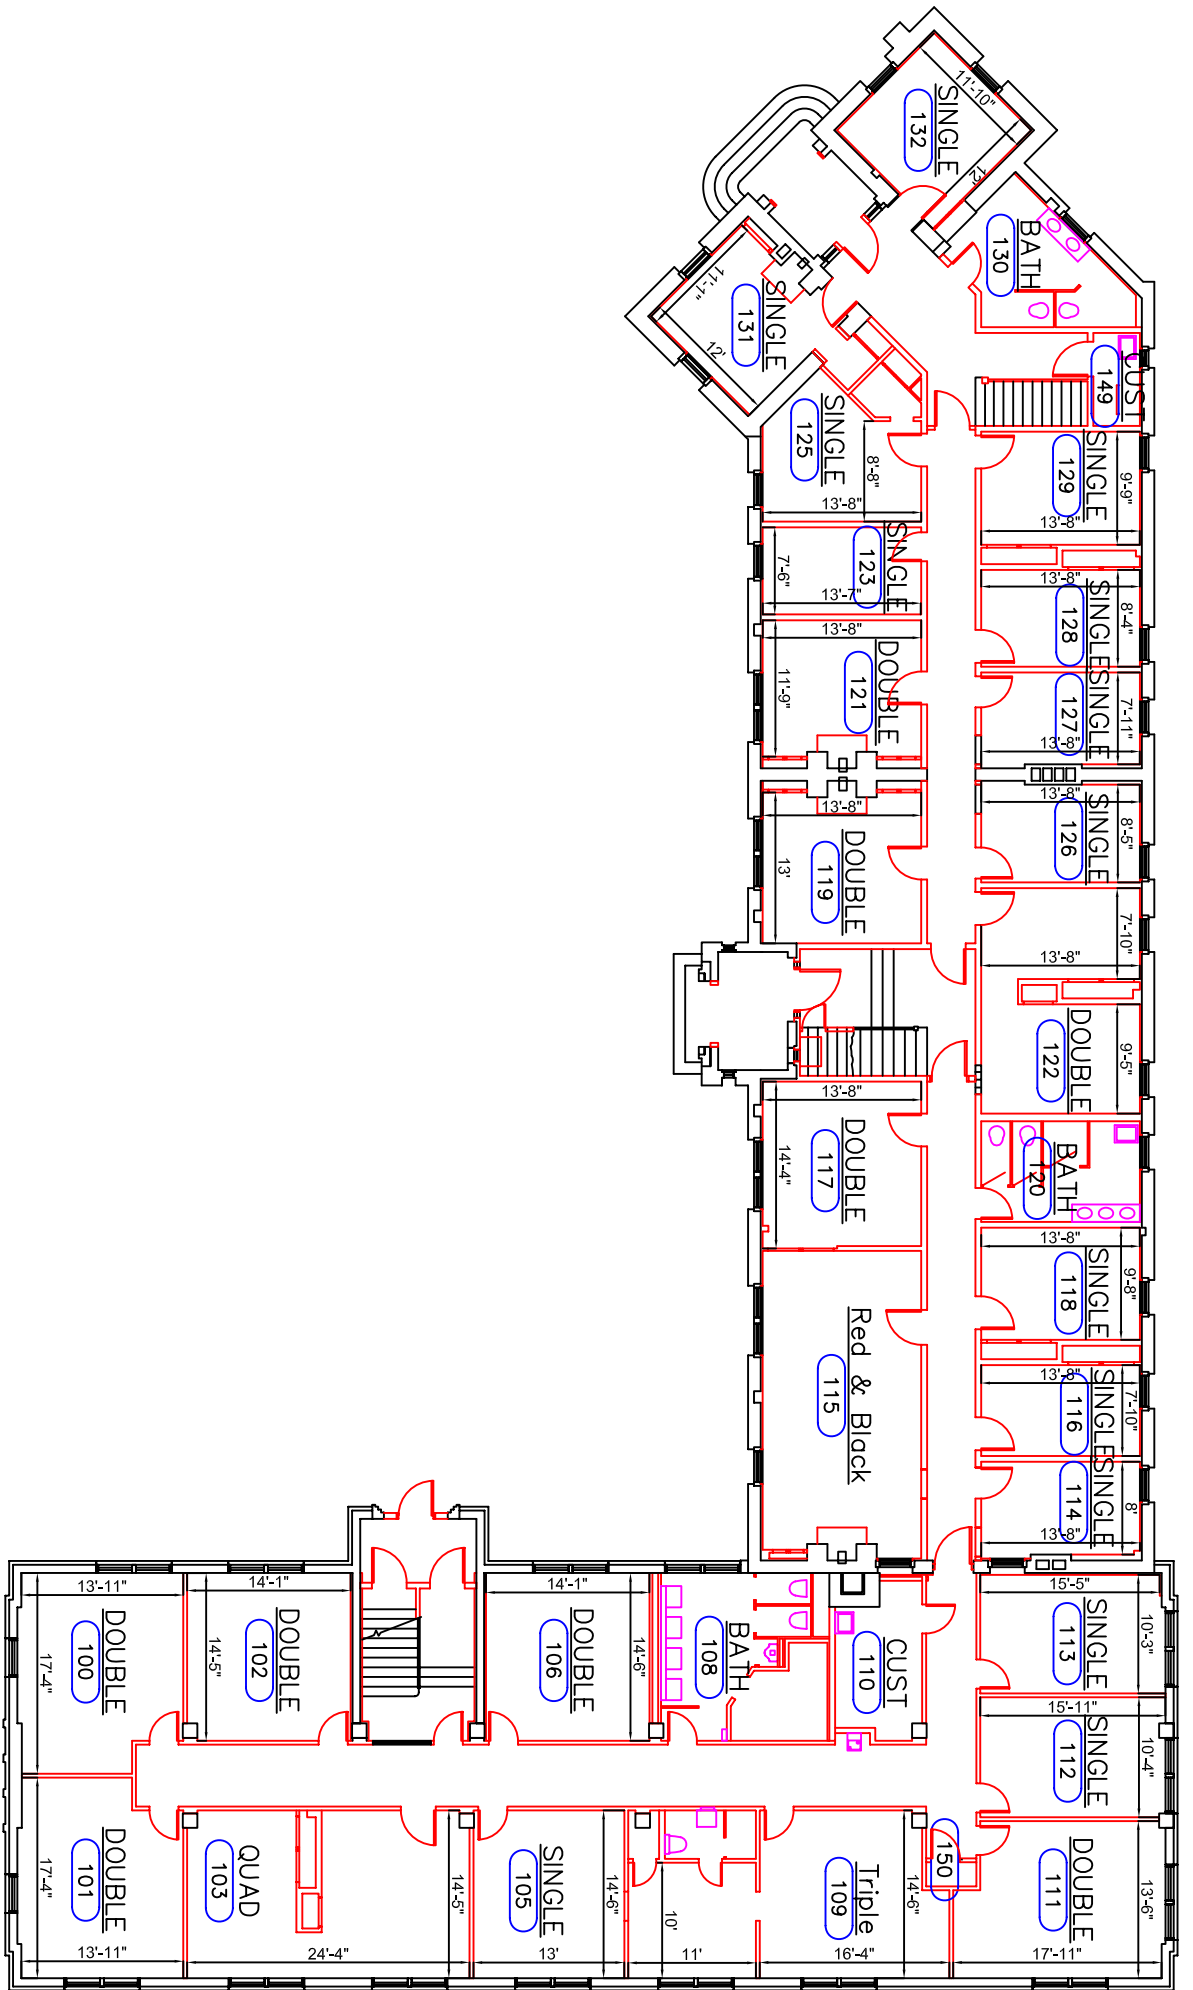 11'-10"
SINGLE
132
12'
BATH
130
SINGLE
131
11'-1"
12'
CUST
149
SINGLE
125
8'-8"
13'-8"
SINGLE
129
9'-9"
13'-8"
SINGLE
123
7'-6"
13'-7"
SINGLE
128
13'-8"
8'-4"
DOUBLE
121
13'-8"
11'-9"
SINGLE
127
7'-11"
13'-8"
DOUBLE
119
13'-8"
13'
SINGLE
126
13'-8"
8'-5"
7'-10"
13'-8"
DOUBLE
122
9'-5"
DOUBLE
117
13'-8"
14'-4"
BATH
120
SINGLE
118
13'-8"
9'-8"
Red & Black
115
SINGLE
116
13'-8"
7'-10"
SINGLE
114
8'
13'-8"
13'-11"
DOUBLE
100
17'-4"
14'-1"
DOUBLE
102
14'-5"
14'-1"
DOUBLE
106
14'-6"
BATH
108
CUST
110
15'-5"
SINGLE
113
10'-3"
15'-11"
SINGLE
112
10'-4"
DOUBLE
101
17'-4"
13'-11"
QUAD
103
14'-5"
24'-4"
SINGLE
105
14'-6"
13'
10'
11'
Triple
109
14'-6"
16'-4"
150
DOUBLE
111
13'-6"
17'-11"